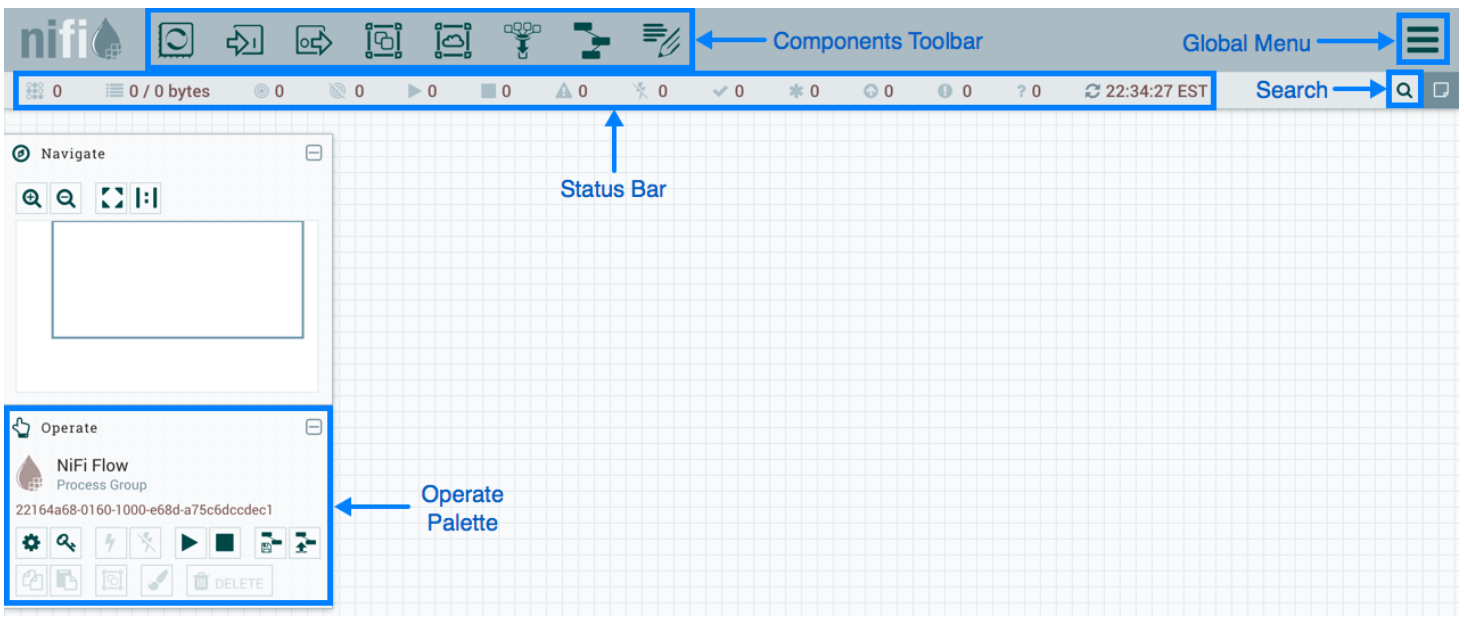 nifi
Components Toolbar
Global Menu
0 0 / 0 bytes 0 0 0 0 0 0 0 0 0 0 ? 0 22:34:27 EST
Search
Status Bar
Navigate
Operate
NiFi Flow
Process Group
22164a68-0160-1000-e68d-a75c6dccdec1
DELETE
Operate
Palette